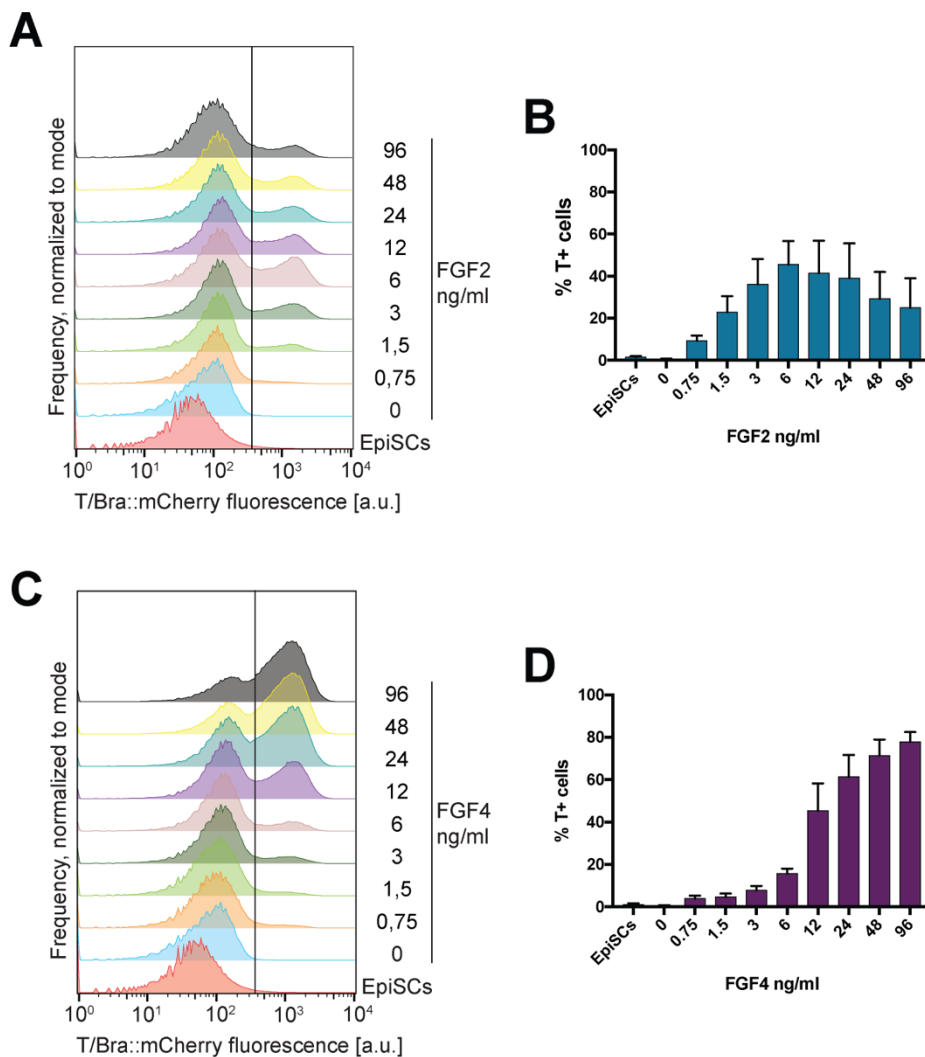 A
Frequency, normalized to mode
96
48
24
12
6
3
1,5
0,75
0
EpiSCs
FGF2
ng/ml
10⁰ 10¹ 10² 10³ 10⁴
T/Bra::mCherry fluorescence [a.u.]
B
% T+ cells
100
80
60
40
20
0
EpiSCs 0 0.75 1.5 3 6 12 24 48 96
FGF2 ng/ml
C
Frequency, normalized to mode
96
48
24
12
6
3
1,5
0,75
0
EpiSCs
FGF4
ng/ml
10⁰ 10¹ 10² 10³ 10⁴
T/Bra::mCherry fluorescence [a.u.]
D
% T+ cells
100
80
60
40
20
0
EpiSCs 0 0.75 1.5 3 6 12 24 48 96
FGF4 ng/ml